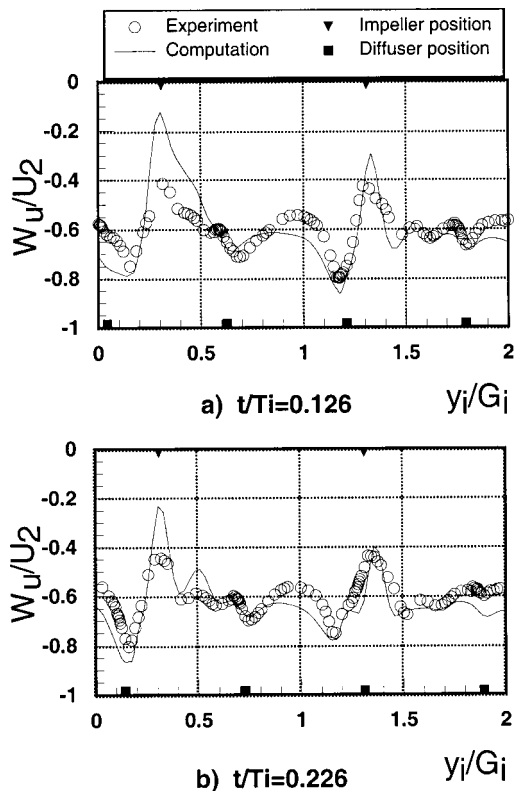 Experiment
Impeller position
Computation
Diffuser position
0
-0.2
-0.4
-0.6
-0.8
-1
Wu/U2
0 0.5 1 1.5 2
a) t/Ti=0.126
yi/Gi
0
-0.2
-0.4
-0.6
-0.8
-1
Wu/U2
0 0.5 1 1.5 2
yi/Gi
b) t/Ti=0.226